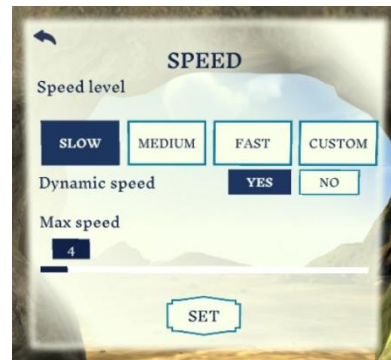 SPEED
Speed level
SLOW MEDIUM FAST CUSTOM
Dynamic speed YES NO
Max speed
4
SET